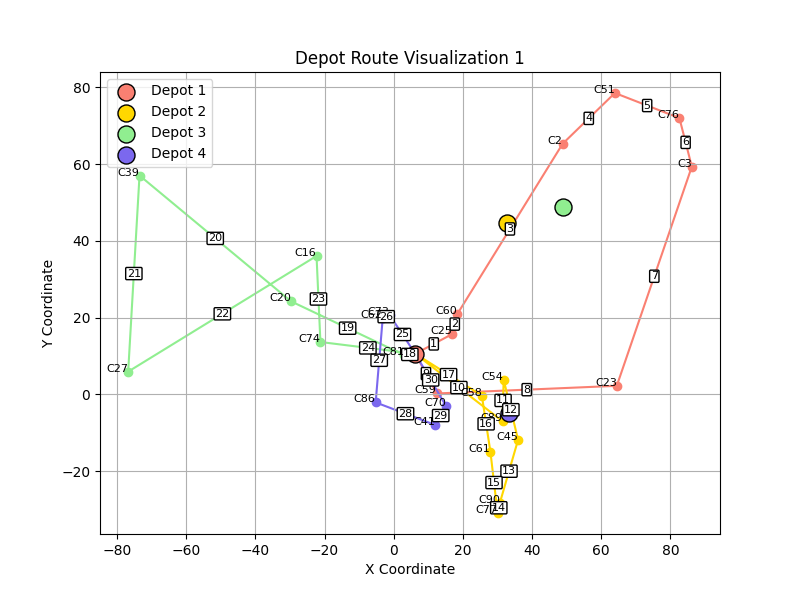 Depot Route Visualization 1
Depot 1
Depot 2
Depot 3
Depot 4
Y Coordinate
X Coordinate
80
60
40
20
0
−20
−80
−60
−40
−20
0
20
40
60
80
C51
C76
C2
C3
C39
C16
C20
C60
C25
C74
C81
C27
C59
C58
C54
C23
C86
C70
C41
C89
C45
C61
C90
1
2
3
4
5
6
7
8
10
11
12
13
14
15
16
17
18
19
20
21
22
23
24
25
26
27
28
29
30